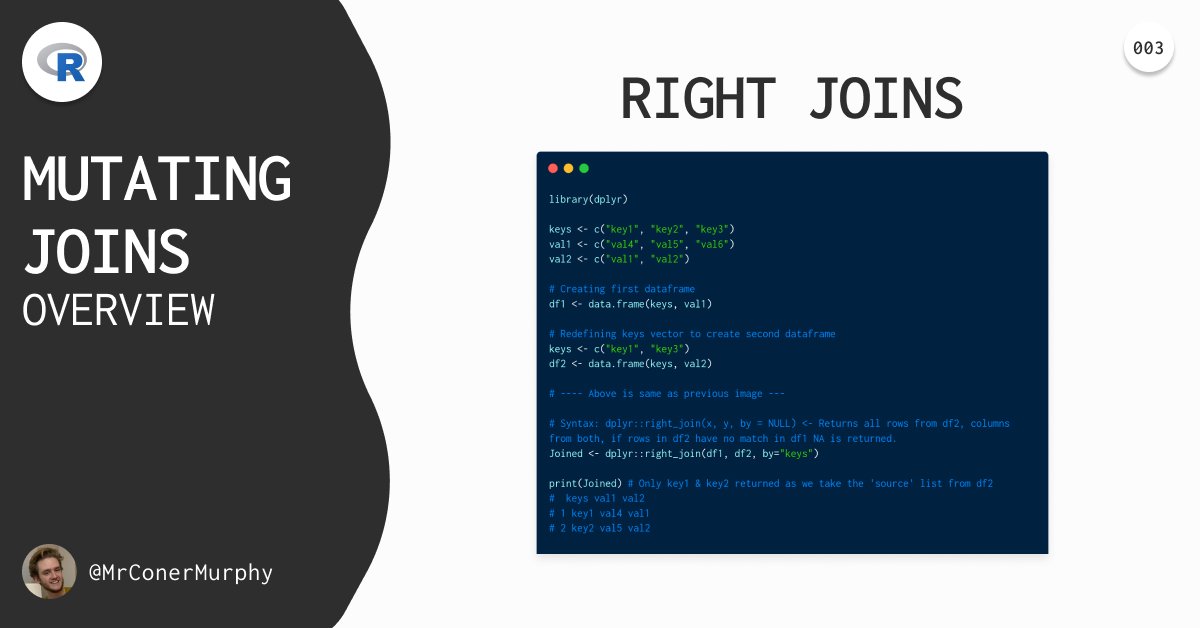 R
MUTATING
JOINS
OVERVIEW
@MrConerMurphy
003
RIGHT JOINS
library(dplyr)
keys <- c("key1", "key2", "key3")
val1 <- c("val4", "val5", "val6")
val2 <- c("val1", "val2")
# Creating first dataframe
df1 <- data.frame(keys, val1)
# Redefining keys vector to create second dataframe
keys <- c("key1", "key3")
df2 <- data.frame(keys, val2)
# ---- Above is same as previous image ---
# Syntax: dplyr::right_join(x, y, by = NULL) <- Returns all rows from df2, columns
from both, if rows in df2 have no match in df1 NA is returned.
Joined <- dplyr::right_join(df1, df2, by="keys")
print(Joined) # Only key1 & key2 returned as we take the 'source' list from df2
#  keys val1 val2
# 1 key1 val4 val1
# 2 key2 val5 val2